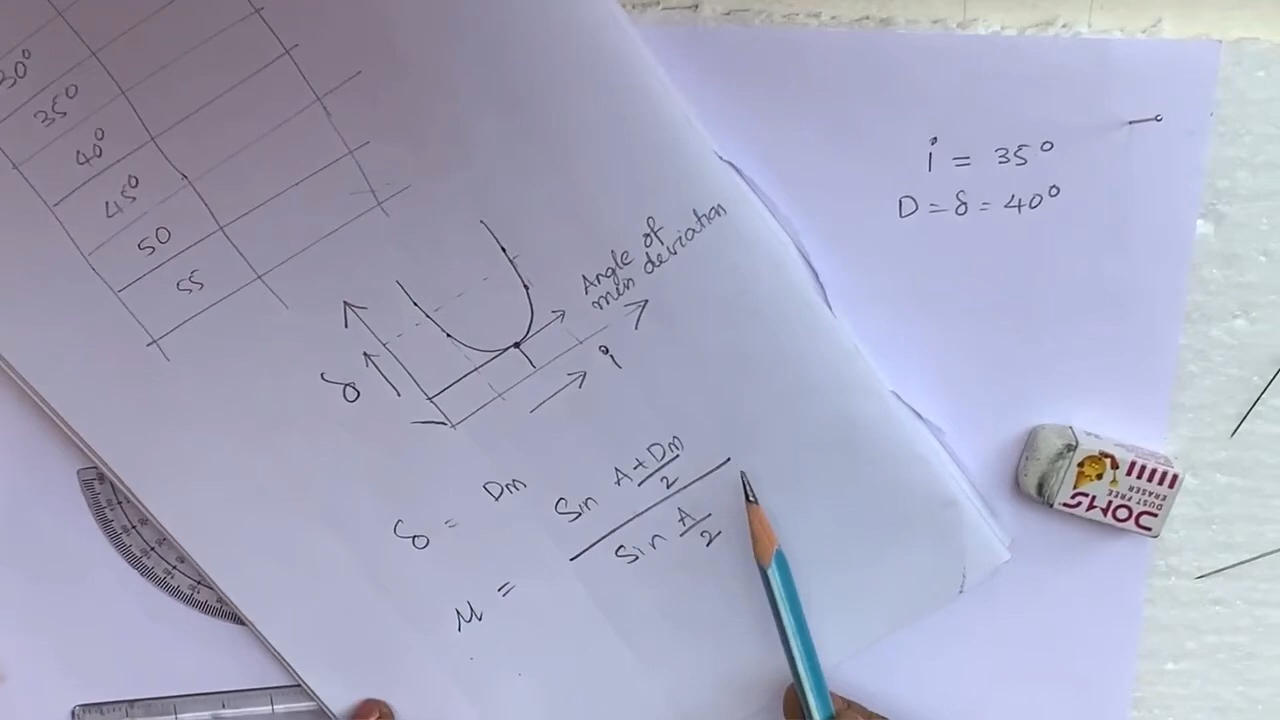 30°
35°
40°
45°
50
55
i = 35°
D = δ = 40°
Angle of
min deviation
δ
i
δ = Dm
μ = Sin A + Dm / 2
Sin A / 2
DOMS
DUST FREE
ERASER